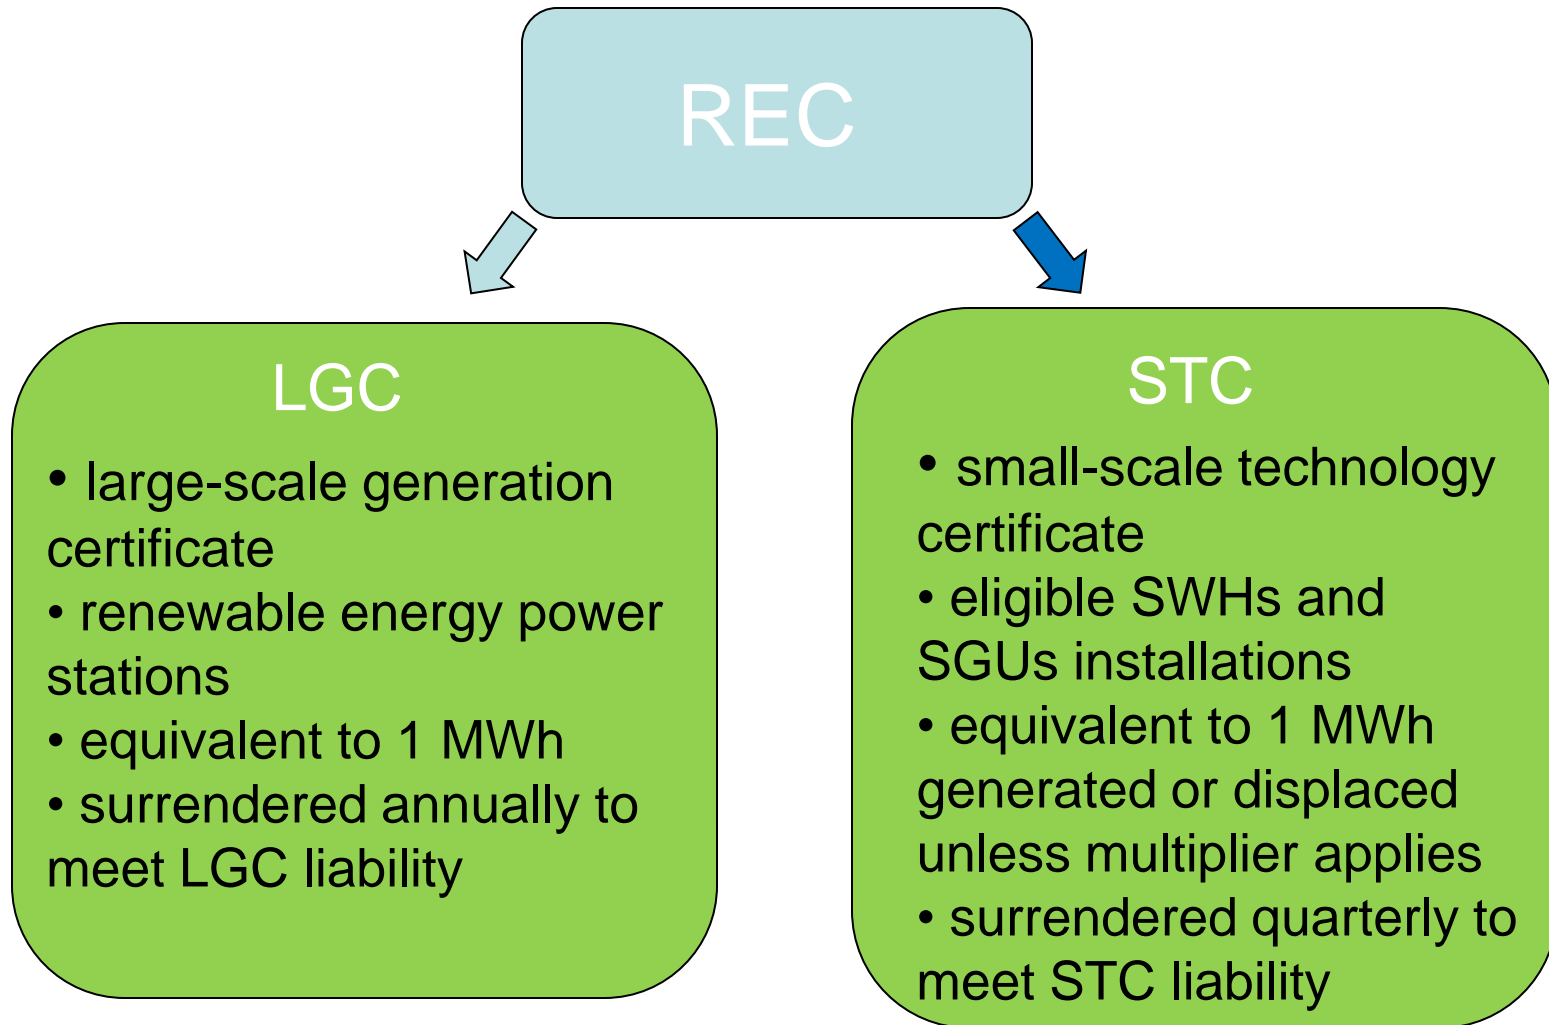 REC
LGC
• large-scale generation
certificate
• renewable energy power
stations
• equivalent to 1 MWh
• surrendered annually to
meet LGC liability
STC
• small-scale technology
certificate
• eligible SWHs and
SGUs installations
• equivalent to 1 MWh
generated or displaced
unless multiplier applies
• surrendered quarterly to
meet STC liability